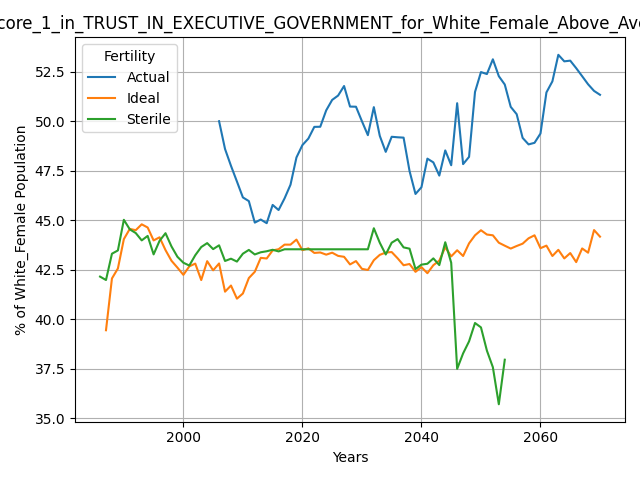 core_1_in_TRUST_IN_EXECUTIVE_GOVERNMENT_for_White_Female_Above_Ave
Fertility
Actual
Ideal
Sterile
% of White_Female Population
52.5
50.0
47.5
45.0
42.5
40.0
37.5
35.0
2000
2020
2040
2060
Years